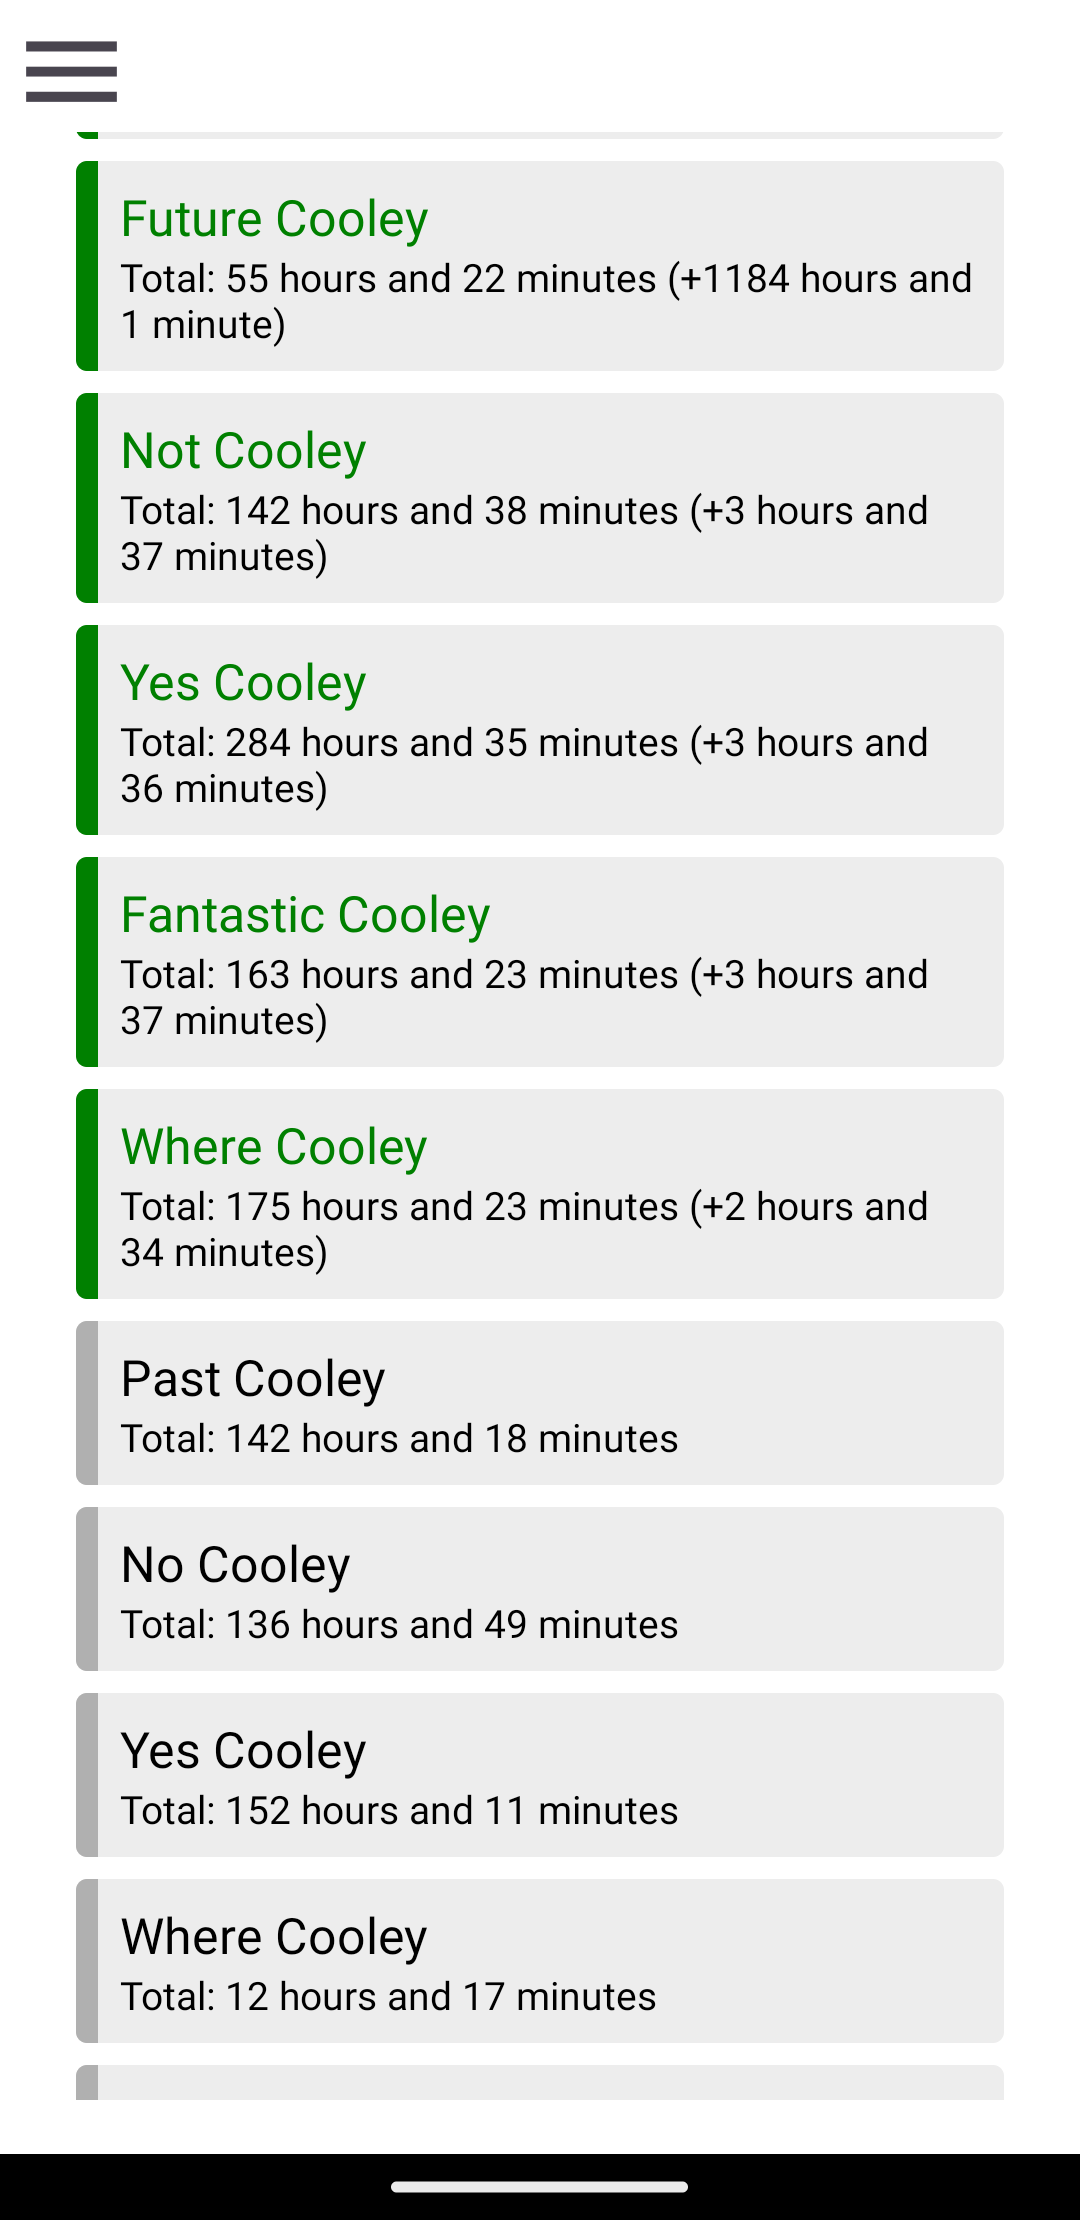 Future Cooley
Total: 55 hours and 22 minutes (+1184 hours and
1 minute)
Not Cooley
Total: 142 hours and 38 minutes (+3 hours and
37 minutes)
Yes Cooley
Total: 284 hours and 35 minutes (+3 hours and
36 minutes)
Fantastic Cooley
Total: 163 hours and 23 minutes (+3 hours and
37 minutes)
Where Cooley
Total: 175 hours and 23 minutes (+2 hours and
34 minutes)
Past Cooley
Total: 142 hours and 18 minutes
No Cooley
Total: 136 hours and 49 minutes
Yes Cooley
Total: 152 hours and 11 minutes
Where Cooley
Total: 12 hours and 17 minutes